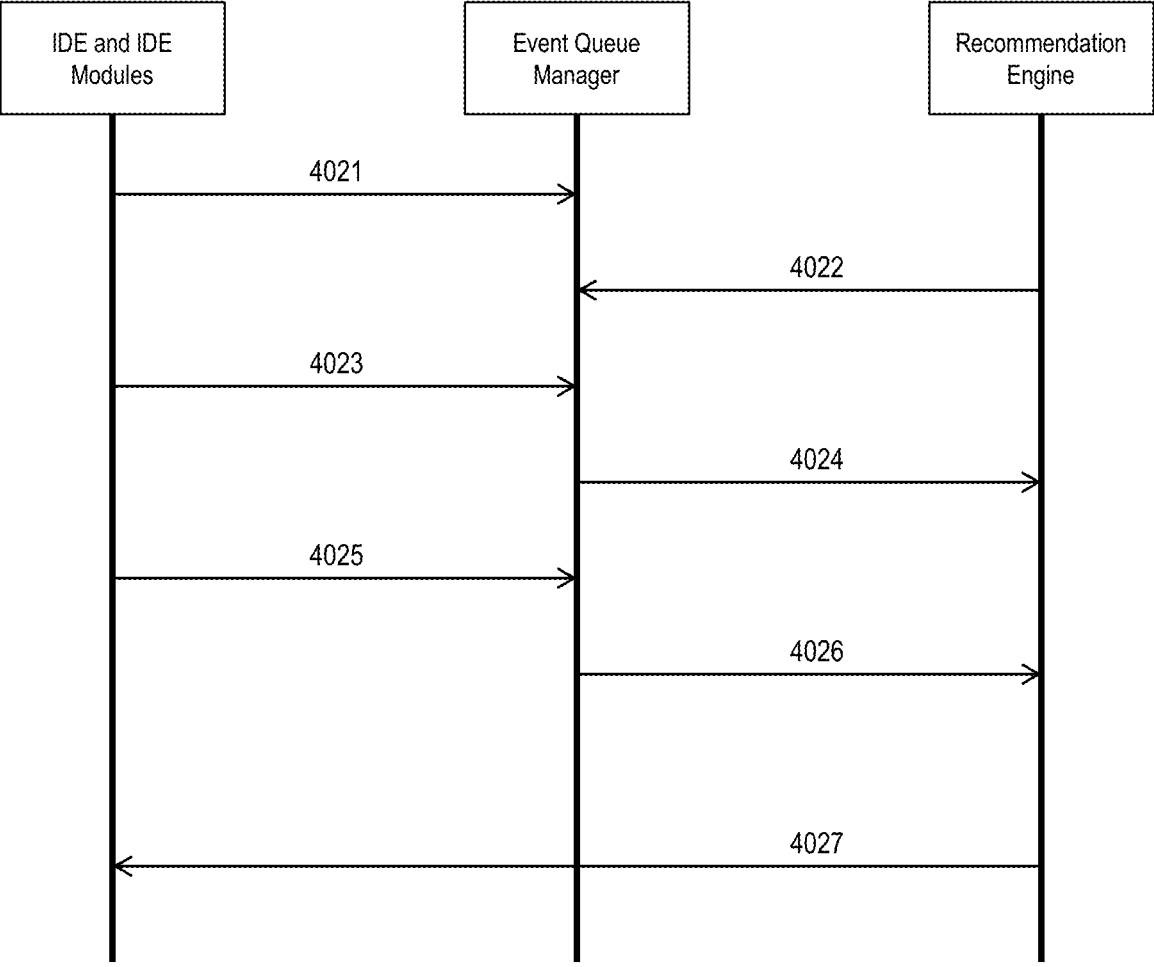 IDE and IDE
Modules
Event Queue
Manager
Recommendation
Engine
4021
4022
4023
4024
4025
4026
4027